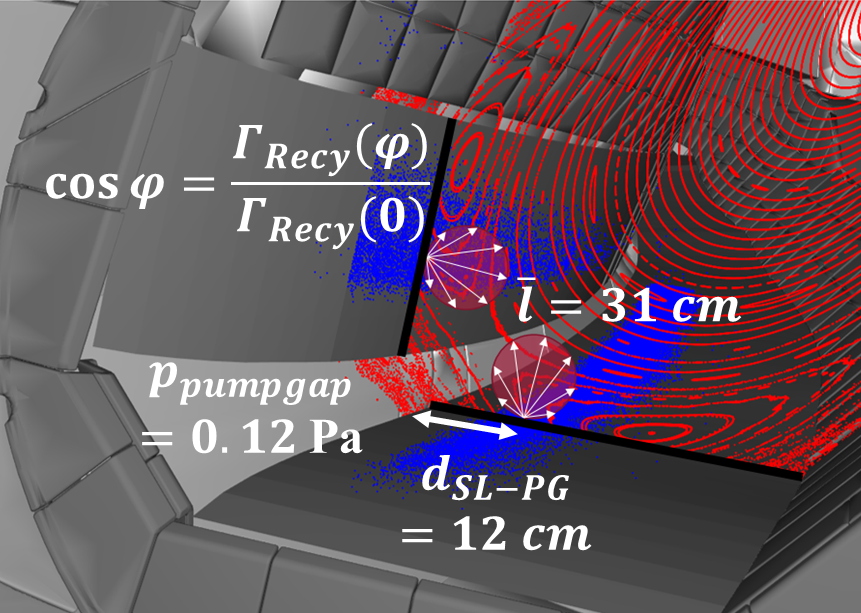 cos φ = Γ_Recy(φ) / Γ_Recy(0)
l̄ = 31 cm
p_pumpgap
= 0.12 Pa
d_SL−PG
= 12 cm